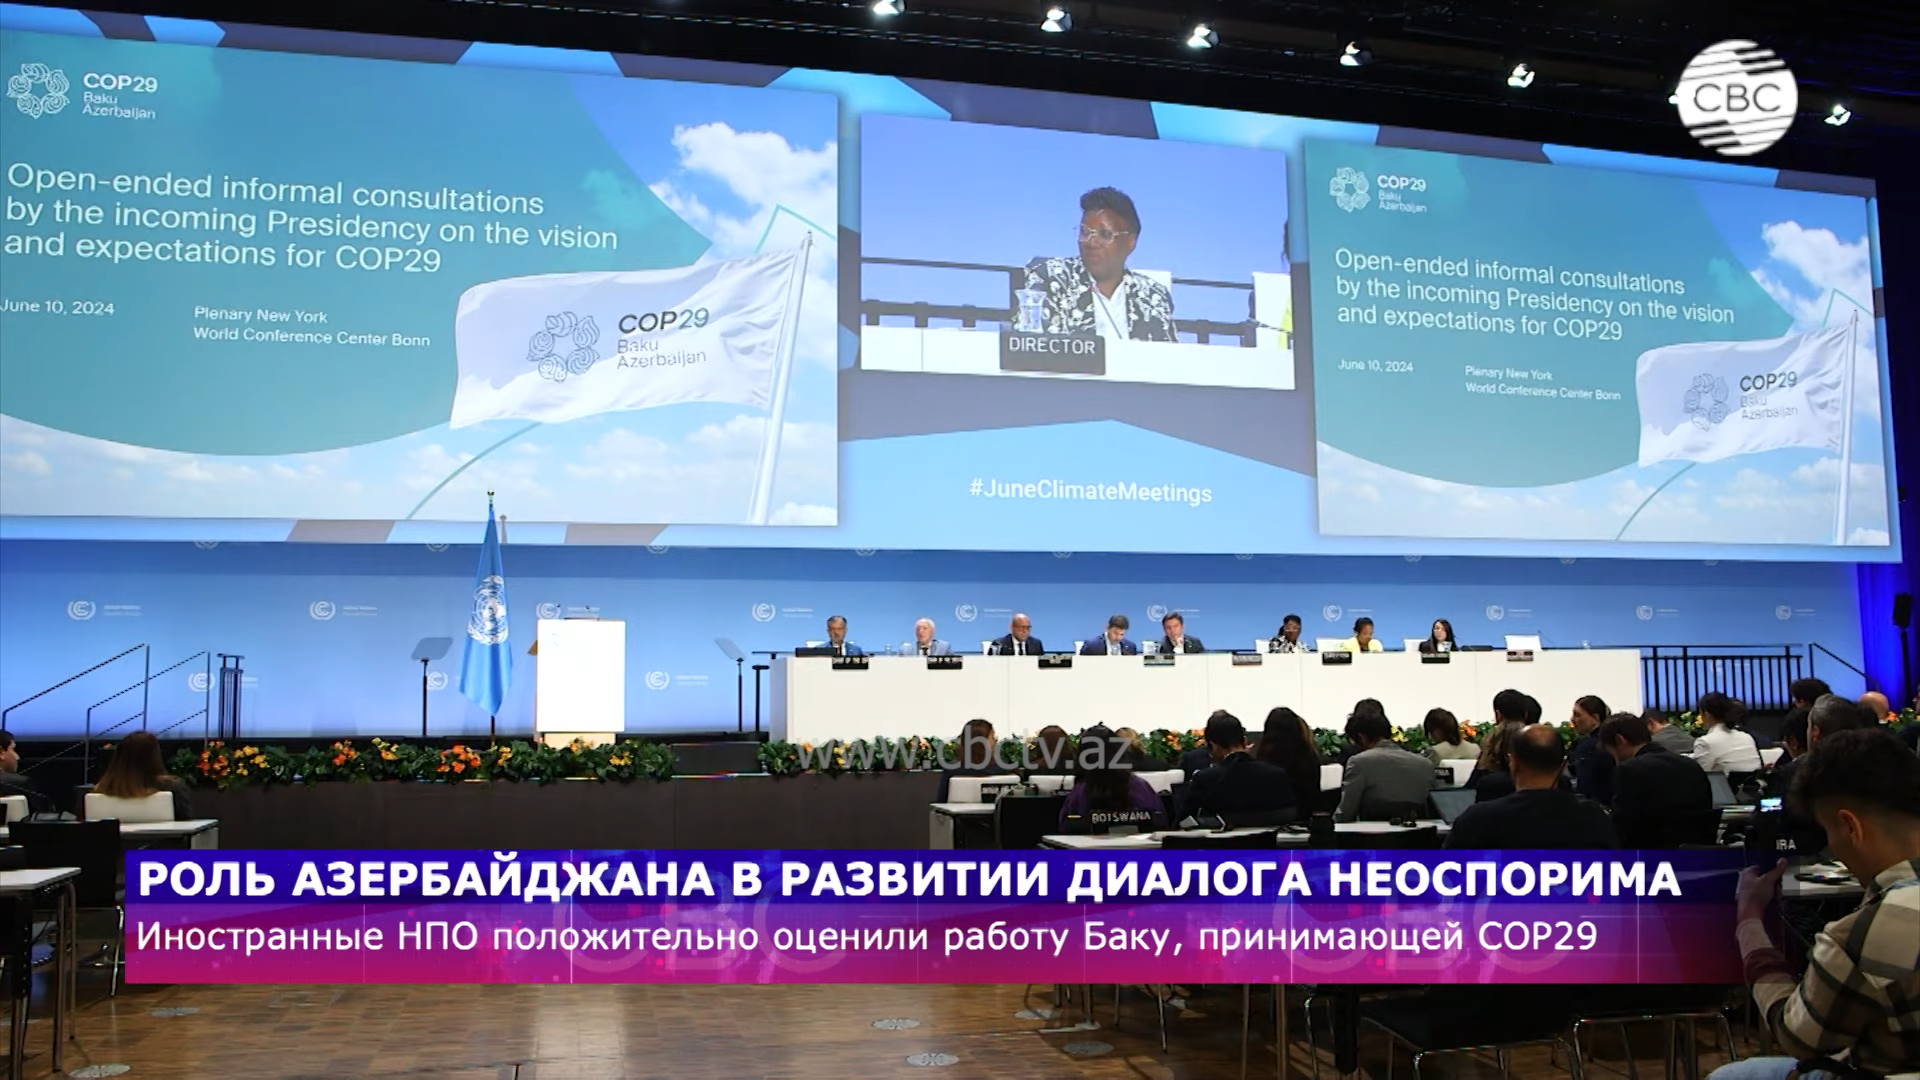 COP29
Baku
Azerbaijan
Open-ended informal consultations
by the incoming Presidency on the vision
and expectations for COP29
June 10, 2024
Plenary New York
World Conference Center Bonn
COP29
Baku
Azerbaijan
DIRECTOR
#JuneClimateMeetings
COP29
Baku
Azerbaijan
Open-ended informal consultations
by the incoming Presidency on the vision
and expectations for COP29
June 10, 2024
Plenary New York
World Conference Center Bonn
COP29
Baku
Azerbaijan
CBC
www.cbctv.az
BOTSWANA
РОЛЬ АЗЕРБАЙДЖАНА В РАЗВИТИИ ДИАЛОГА НЕОСПОРИМА
Иностранные НПО положительно оценили работу Баку, принимающей COP29